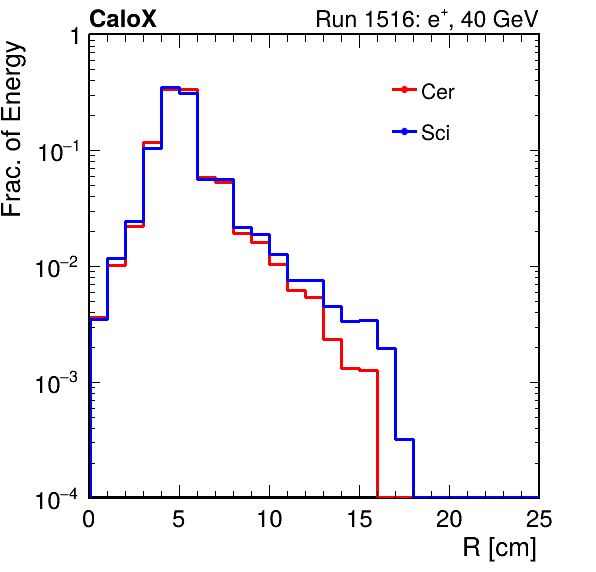 CaloX Run 1516: e⁺, 40 GeV
Frac. of Energy
1
10⁻¹
10⁻²
10⁻³
10⁻⁴
Cer
Sci
0 5 10 15 20 25
R [cm]